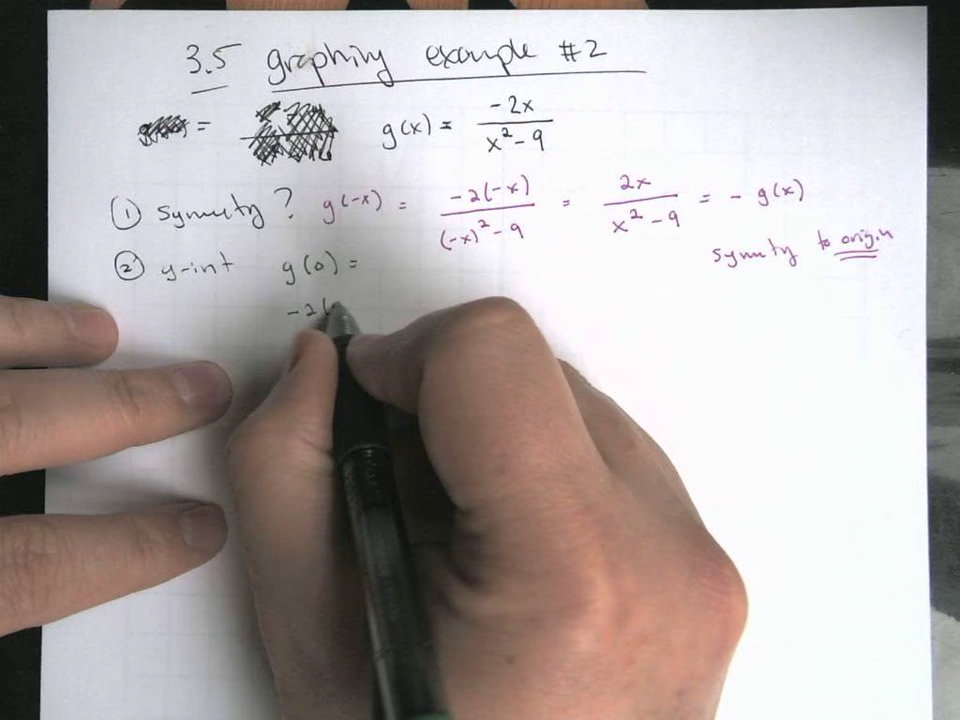 3.5 graphing example #2
= g(x) = -2x / x² - 9
① Symmetry? g(-x) = -2(-x) / (-x)² - 9 = 2x / x² - 9 = - g(x)
symmetry to origin
② y-int g(0) =
-2(